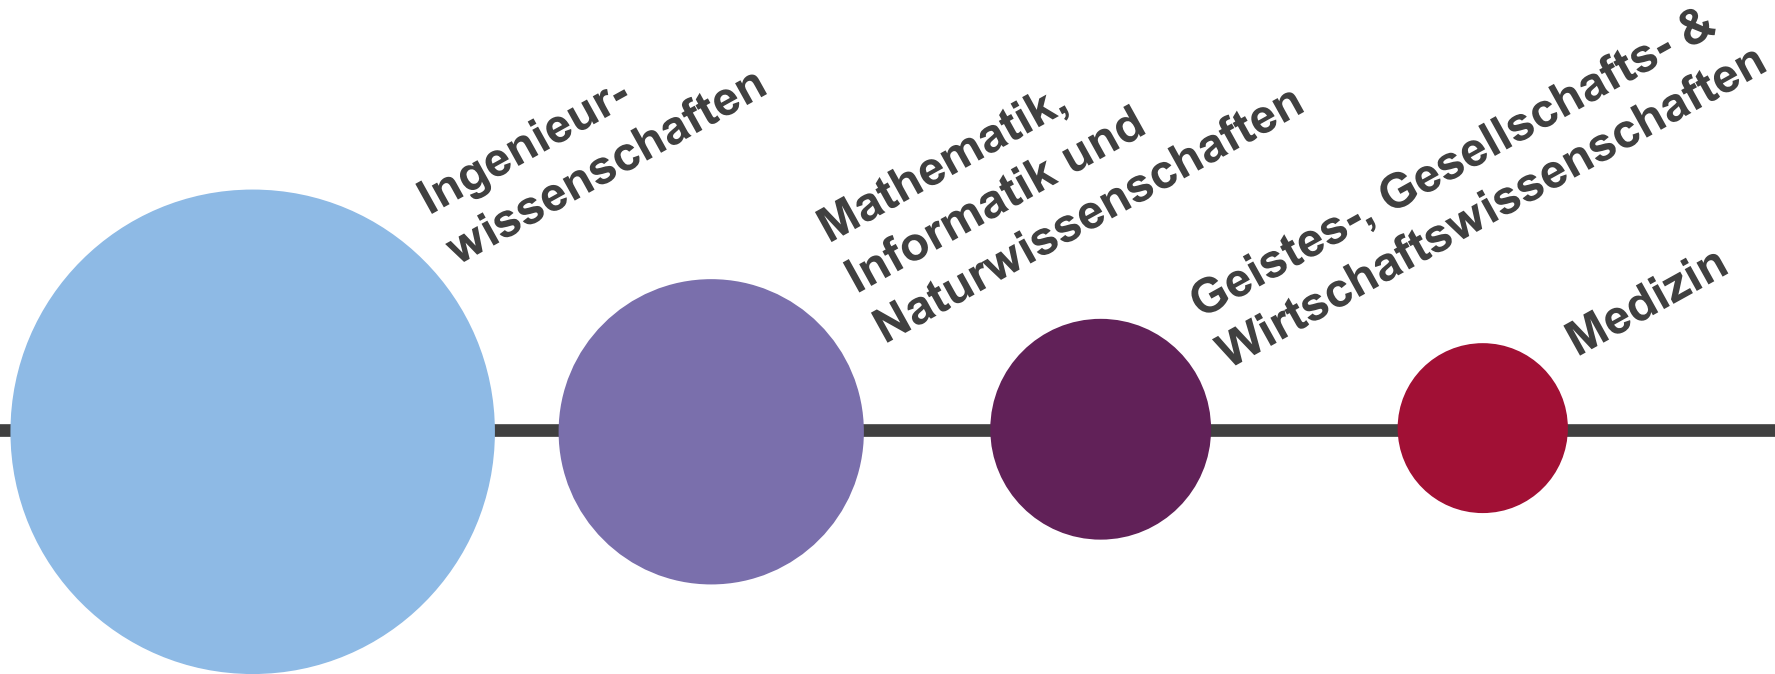 Ingenieur-
wissenschaften
Mathematik,
Informatik und
Naturwissenschaften
Geistes-, Gesellschafts- &
Wirtschaftswissenschaften
Medizin